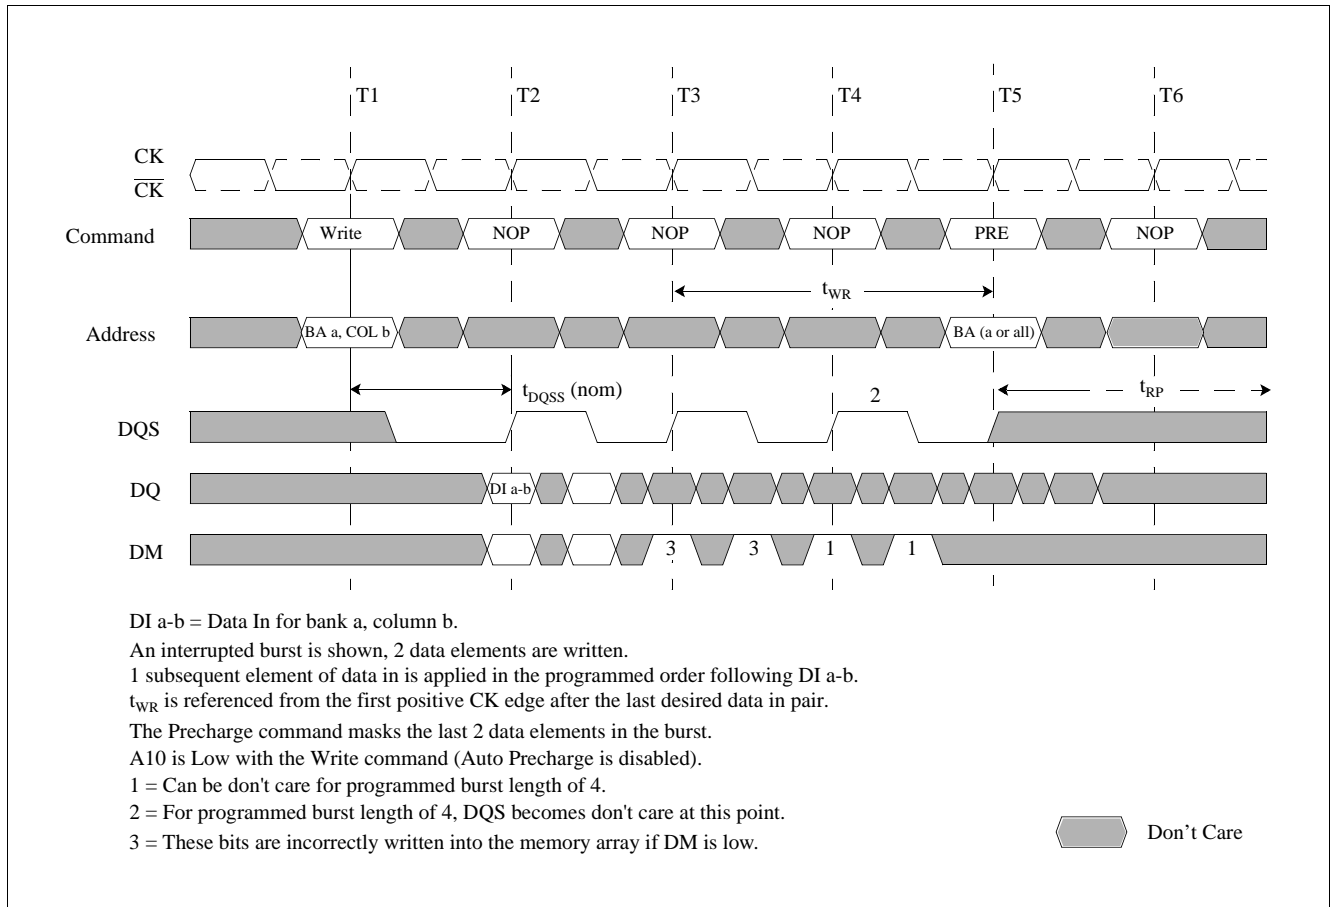 T1 T2 T3 T4 T5 T6
CK
CK
Command Write NOP NOP NOP PRE NOP
tWR
Address BA a, COL b BA (a or all)
tDQSS (nom) 2 tRP
DQS
DQ DI a-b
DM 3 3 1 1
DI a-b = Data In for bank a, column b.
An interrupted burst is shown, 2 data elements are written.
1 subsequent element of data in is applied in the programmed order following DI a-b.
tWR is referenced from the first positive CK edge after the last desired data in pair.
The Precharge command masks the last 2 data elements in the burst.
A10 is Low with the Write command (Auto Precharge is disabled).
1 = Can be don't care for programmed burst length of 4.
2 = For programmed burst length of 4, DQS becomes don't care at this point.
3 = These bits are incorrectly written into the memory array if DM is low.
Don’t Care